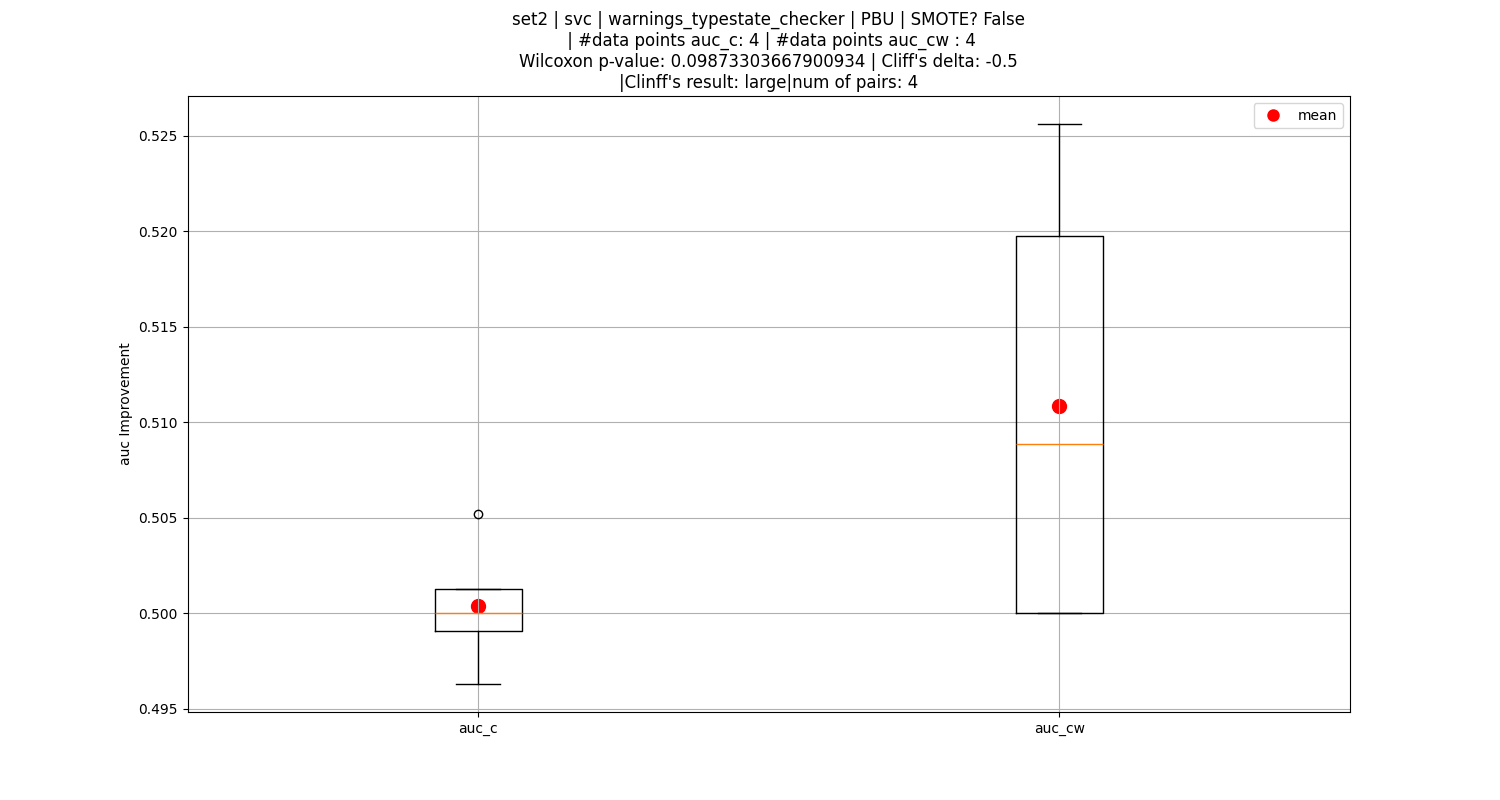 set2 | svc | warnings_typestate_checker | PBU | SMOTE? False
| #data points auc_c: 4 | #data points auc_cw : 4
Wilcoxon p-value: 0.09873303667900934 | Cliff's delta: -0.5
|Clinff's result: large|num of pairs: 4
mean
0.525
0.520
0.515
0.510
0.505
0.500
0.495
auc Improvement
auc_c
auc_cw